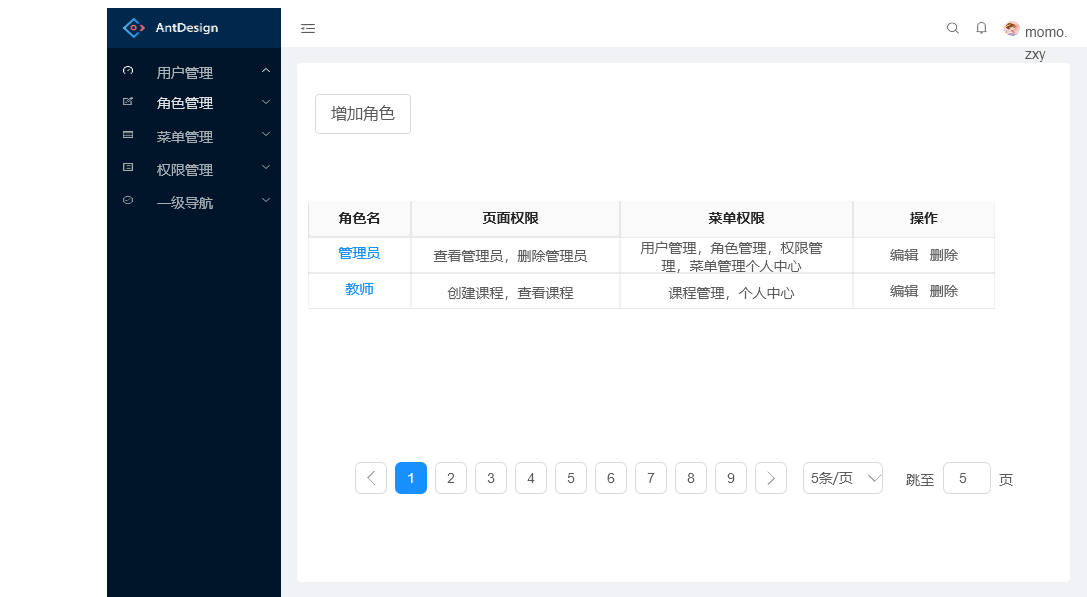 AntDesign
momo.
zxy
用户管理
角色管理
菜单管理
权限管理
一级导航
增加角色
角色名 页面权限 菜单权限 操作
管理员 查看管理员，删除管理员 用户管理，角色管理，权限管
理，菜单管理个人中心 编辑 删除
教师 创建课程，查看课程 课程管理，个人中心 编辑 删除
1 2 3 4 5 6 7 8 9 5条/页 跳至 5 页